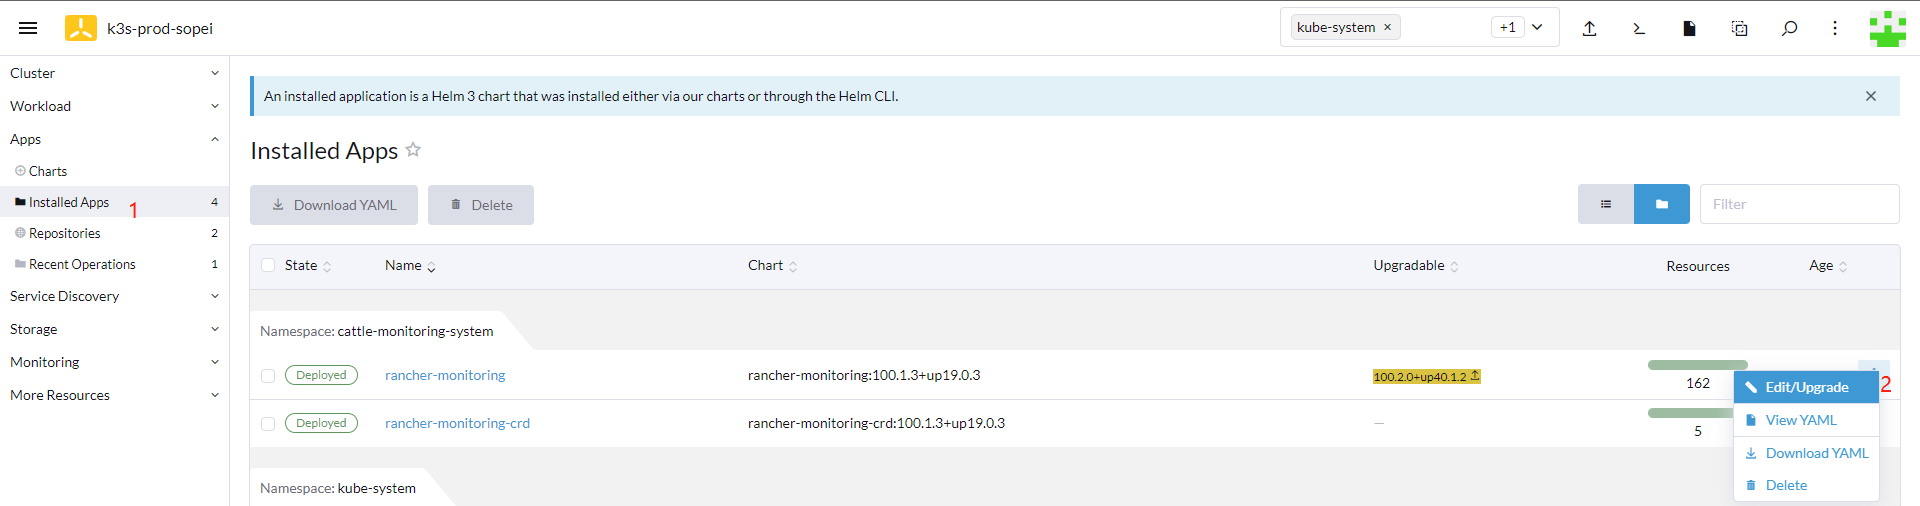 k3s-prod-sopei
kube-system × +1
Cluster
Workload
Apps
Charts
Installed Apps 4
1
Repositories 2
Recent Operations 1
Service Discovery
Storage
Monitoring
More Resources
An installed application is a Helm 3 chart that was installed either via our charts or through the Helm CLI.
Installed Apps
Download YAML Delete
Filter
State Name Chart Upgradable Resources Age
Namespace: cattle-monitoring-system
Deployed rancher-monitoring rancher-monitoring:100.1.3+up19.0.3 100.2.0+up40.1.2 162
Deployed rancher-monitoring-crd rancher-monitoring-crd:100.1.3+up19.0.3 — 5
Namespace: kube-system
Edit/Upgrade 2
View YAML
Download YAML
Delete